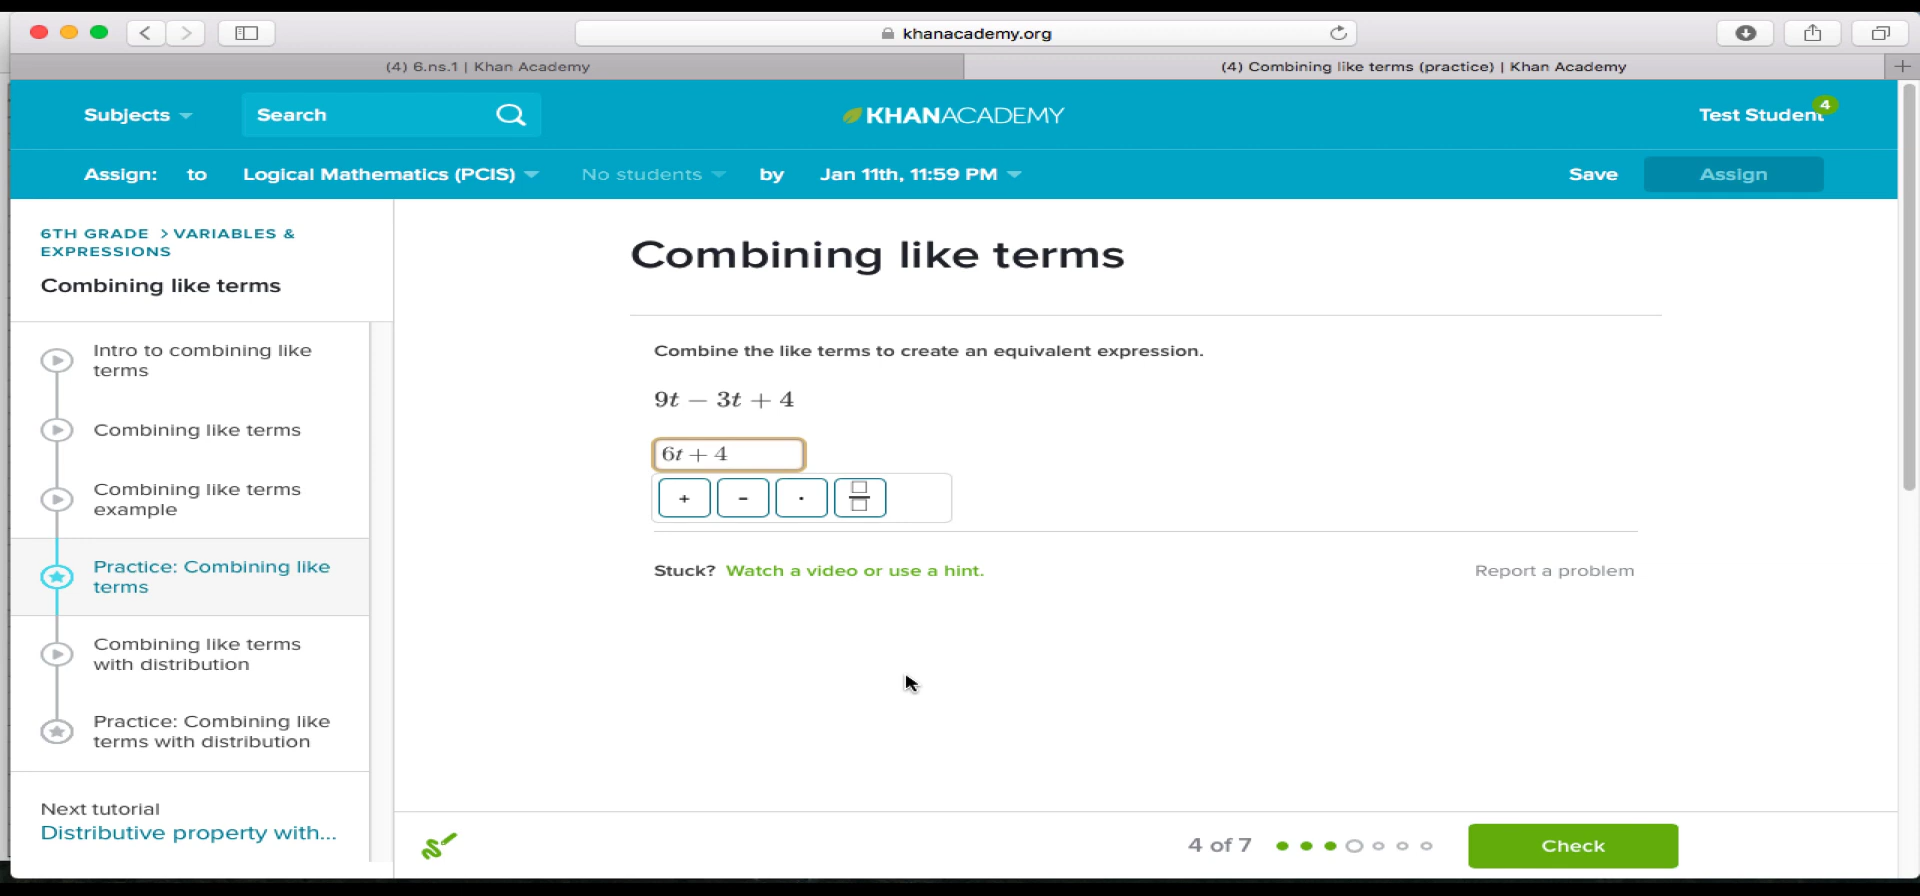 khanacademy.org
(4) 6.ns.1 | Khan Academy
(4) Combining like terms (practice) | Khan Academy
Subjects
Search
KHANACADEMY
Test Student
4
Assign: to Logical Mathematics (PCIS) No students by Jan 11th, 11:59 PM
Save
Assign
6TH GRADE > VARIABLES &
EXPRESSIONS
Combining like terms
Intro to combining like
terms
Combining like terms
Combining like terms
example
Practice: Combining like
terms
Combining like terms
with distribution
Practice: Combining like
terms with distribution
Next tutorial
Distributive property with...
Combining like terms
Combine the like terms to create an equivalent expression.
9t − 3t + 4
6t + 4
+ - ·
Stuck? Watch a video or use a hint.
Report a problem
4 of 7
Check